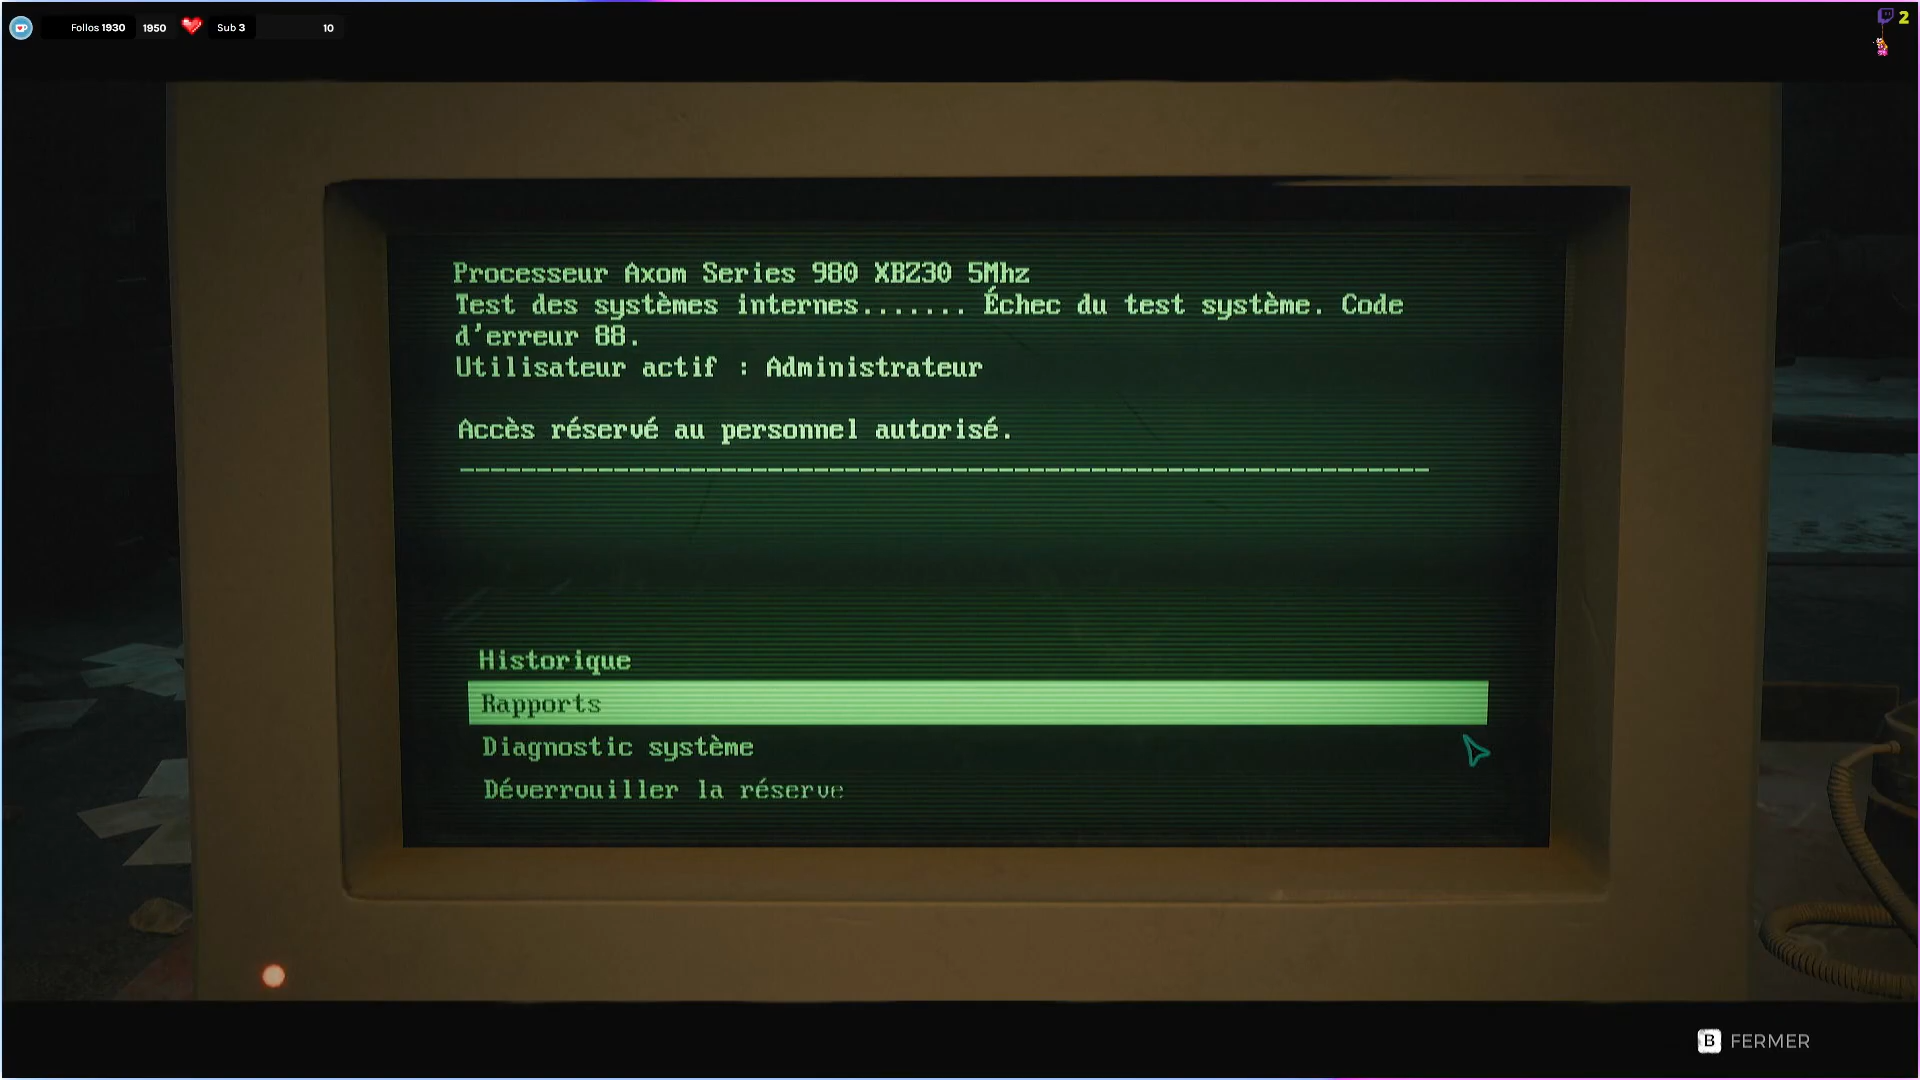 Follos 1930 1950 Sub 3 10 2
Processeur Axom Series 980 XBZ30 5Mhz
Test des systèmes internes....... Échec du test système. Code
d'erreur 88.
Utilisateur actif : Administrateur
Accès réservé au personnel autorisé.
Historique
Rapports
Diagnostic système
Déverrouiller la réserve
B FERMER